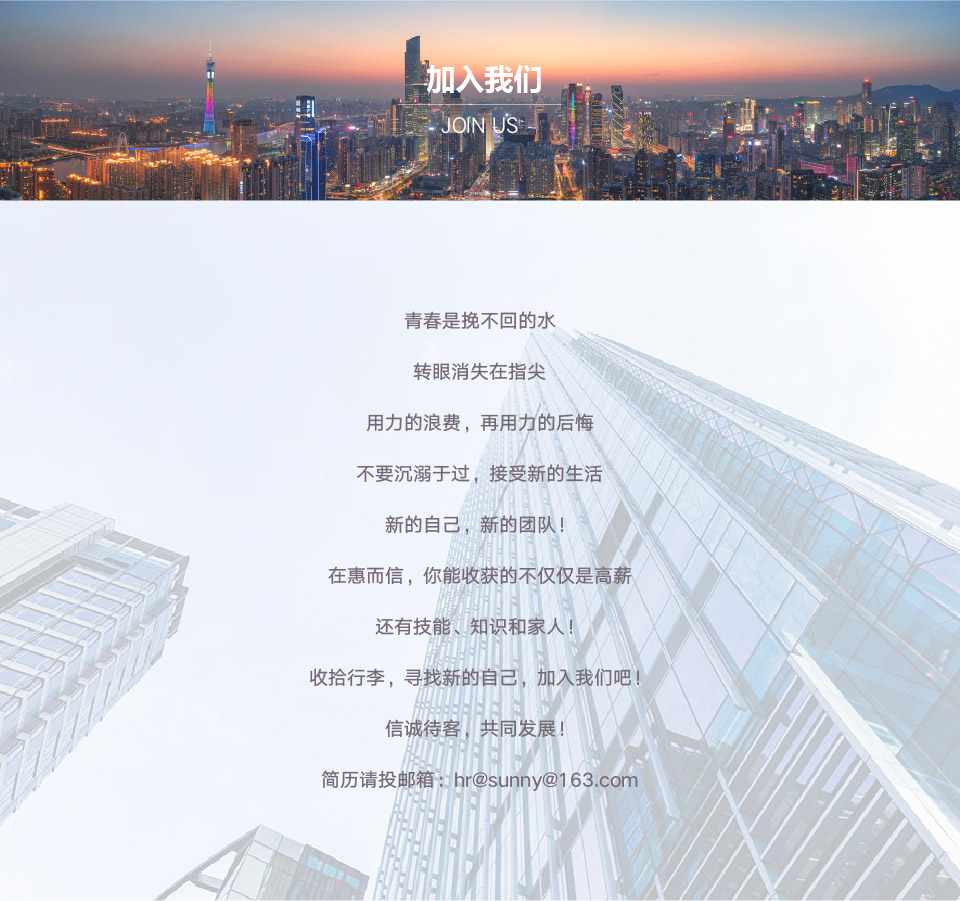 加入我们
JOIN US
青春是挽不回的水
转眼消失在指尖
用力的浪费，再用力的后悔
不要沉溺于过，接受新的生活
新的自己，新的团队！
在惠而信，你能收获的不仅仅是高薪
还有技能、知识和家人！
收拾行李，寻找新的自己，加入我们吧！
信诚待客，共同发展！
简历请投邮箱：hr@sunny@163.com